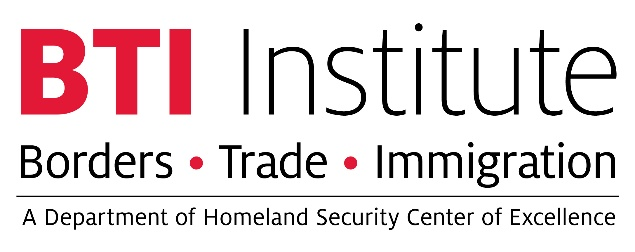 BTI Institute
Borders • Trade • Immigration
A Department of Homeland Security Center of Excellence